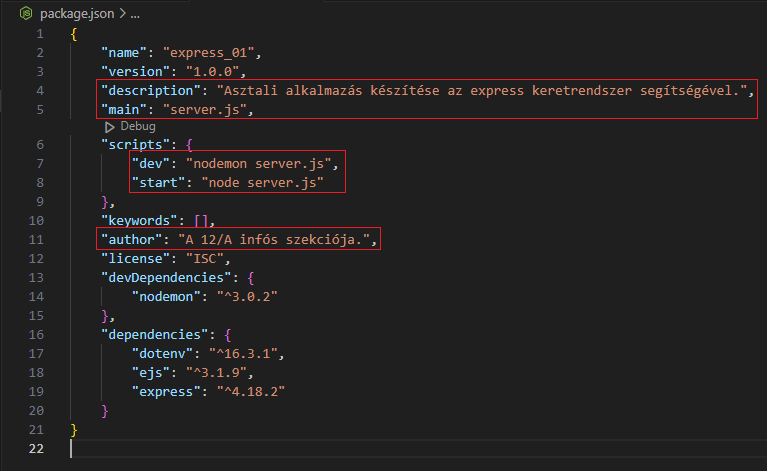 package.json > ...
1 {
2 "name": "express_01",
3 "version": "1.0.0",
4 "description": "Asztali alkalmazás készítése az express keretrendszer segítségével.",
5 "main": "server.js",
Debug
6 "scripts": {
7 "dev": "nodemon server.js",
8 "start": "node server.js"
9 },
10 "keywords": [],
11 "author": "A 12/A infós szekciója.",
12 "license": "ISC",
13 "devDependencies": {
14 "nodemon": "^3.0.2"
15 },
16 "dependencies": {
17 "dotenv": "^16.3.1",
18 "ejs": "^3.1.9",
19 "express": "^4.18.2"
20 }
21 }
22